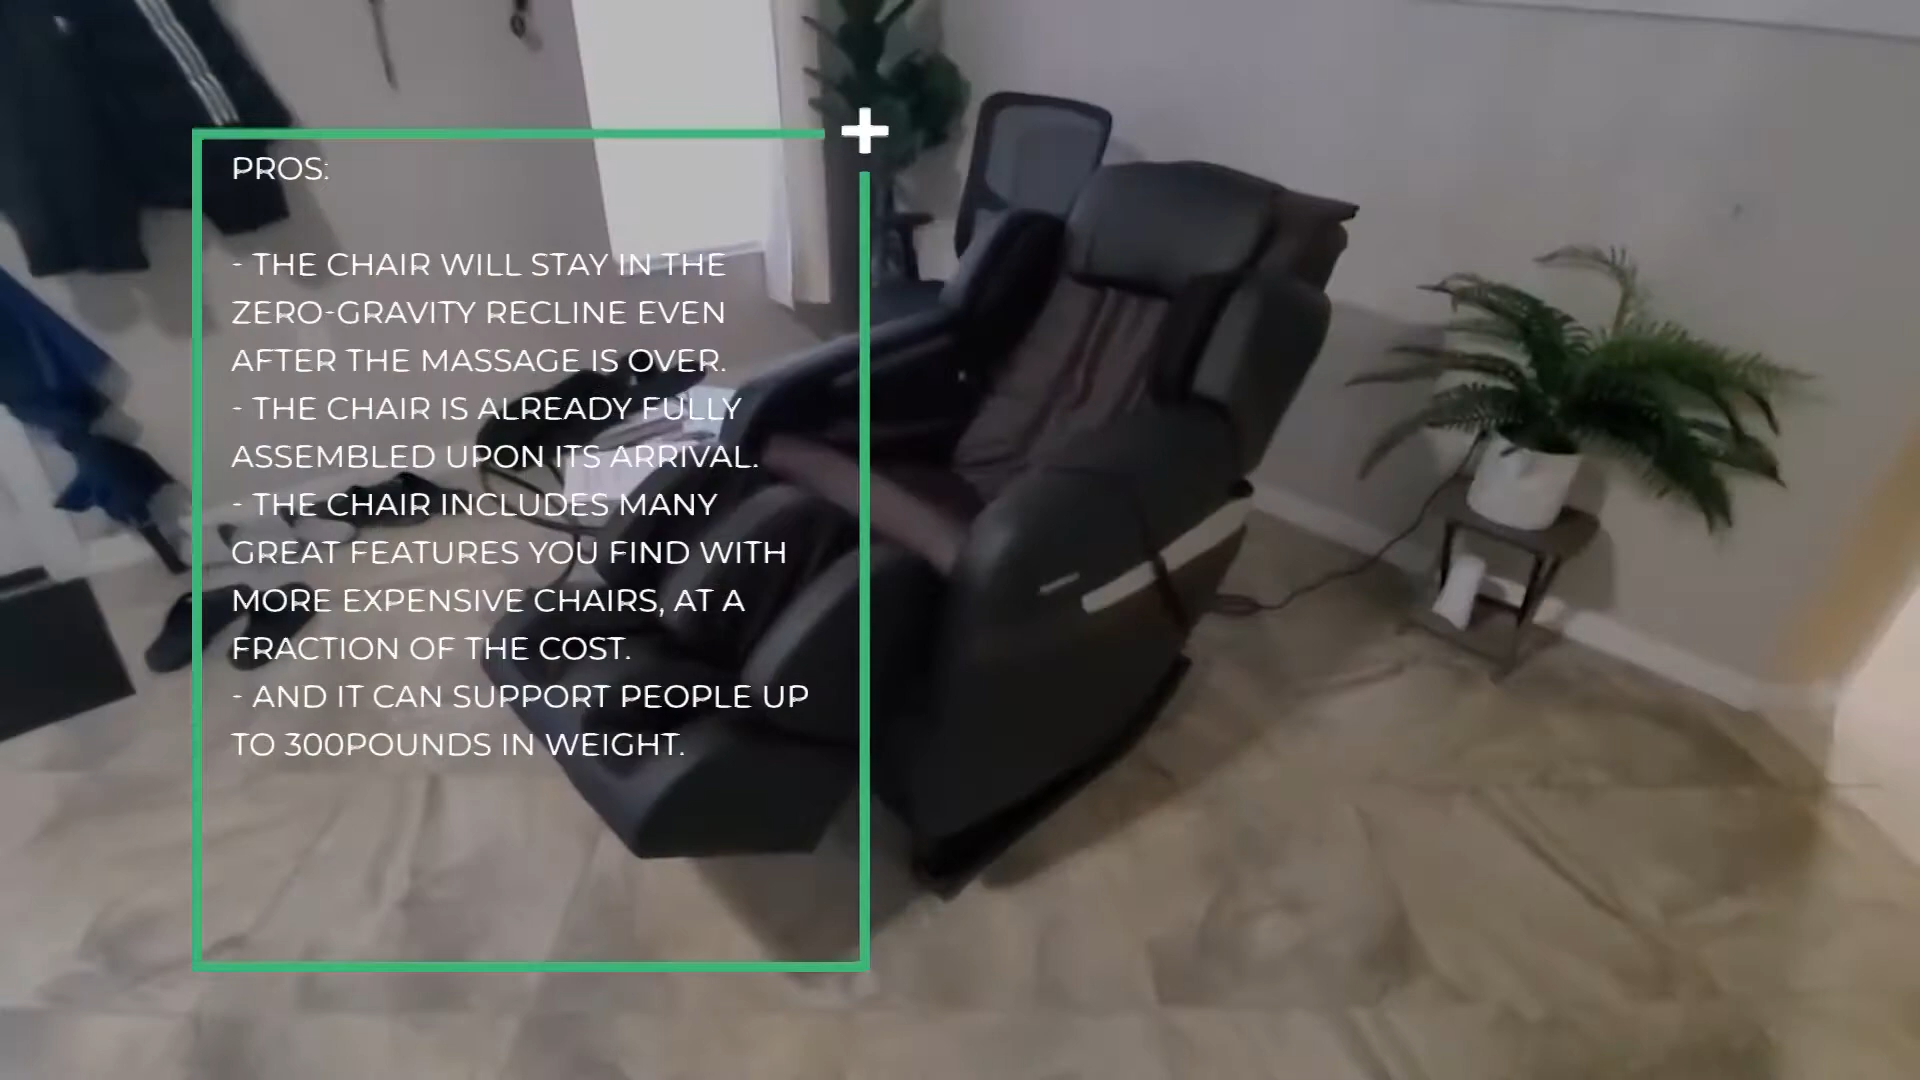 PROS:
- THE CHAIR WILL STAY IN THE
ZERO-GRAVITY RECLINE EVEN
AFTER THE MASSAGE IS OVER.
- THE CHAIR IS ALREADY FULLY
ASSEMBLED UPON ITS ARRIVAL.
- THE CHAIR INCLUDES MANY
GREAT FEATURES YOU FIND WITH
MORE EXPENSIVE CHAIRS, AT A
FRACTION OF THE COST.
- AND IT CAN SUPPORT PEOPLE UP
TO 300POUNDS IN WEIGHT.